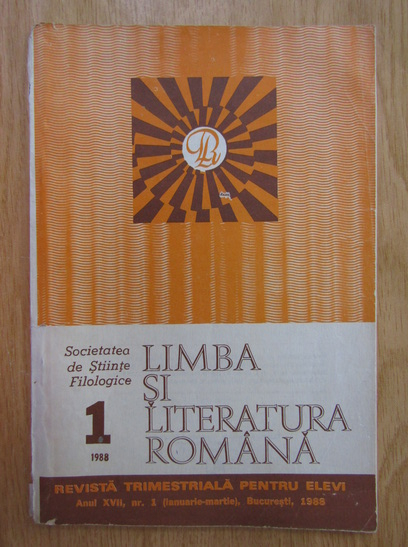 Societatea
de Științe
Filologice
1
1988
LIMBA
ȘI
LITERATURA
ROMÂNĂ
REVISTĂ TRIMESTRIALĂ PENTRU ELEVI
Anul XVII, nr. 1 (ianuarie-martie), București, 1988